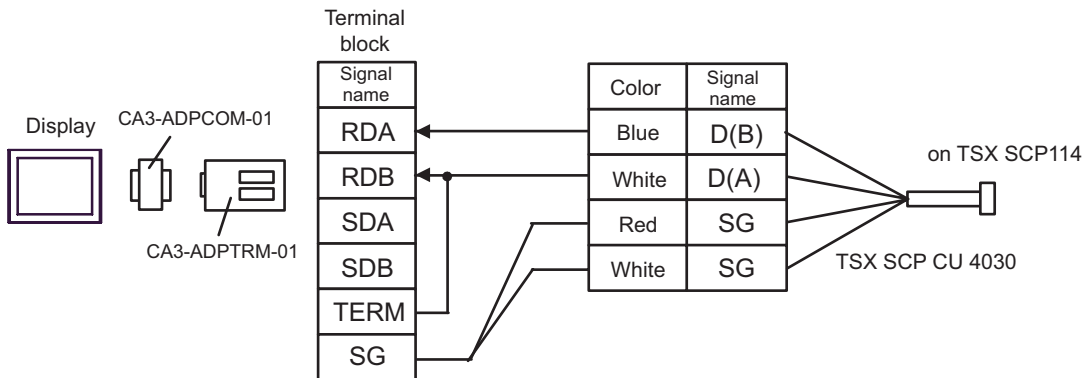 Terminal
block
Display
CA3-ADPCOM-01
CA3-ADPTRM-01
Signal
name
RDA
RDB
SDA
SDB
TERM
SG
Color
Signal
name
Blue
D(B)
White
D(A)
Red
SG
White
SG
on TSX SCP114
TSX SCP CU 4030